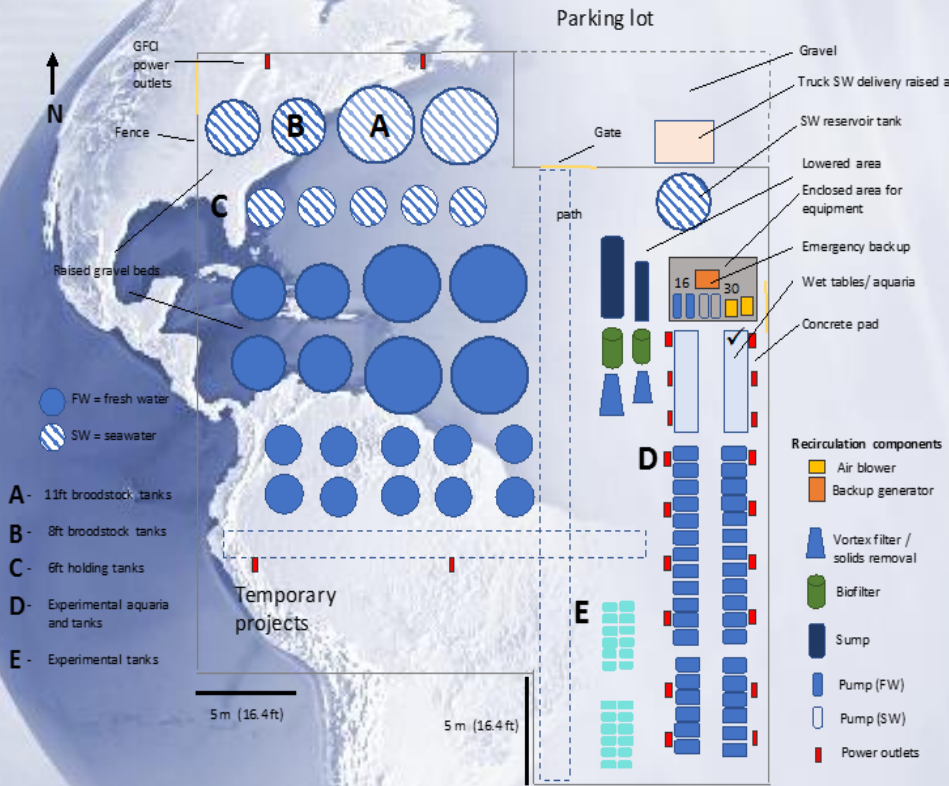 Parking lot
GFCI
power
outlets
N
Fence
B
A
Gate
Gravel
Truck SW delivery raised a
SW reservoir tank
Lowered area
Enclosed area for
equipment
C
path
Emergency backup
Raised gravel beds
16
30
Wet tables/ aquaria
Concrete pad
✓
FW = fresh water
SW = seawater
D
A - 11ft broodstock tanks
B - 8ft broodstock tanks
C - 6ft holding tanks
D - Experimental aquaria
and tanks
E - Experimental tanks
Temporary
projects
E
5 m (16.4 ft)
5 m (16.4 ft)
Recirculation components
Air blower
Backup generator
Vortex filter /
solids removal
Biofilter
Sump
Pump (FW)
Pump (SW)
Power outlets